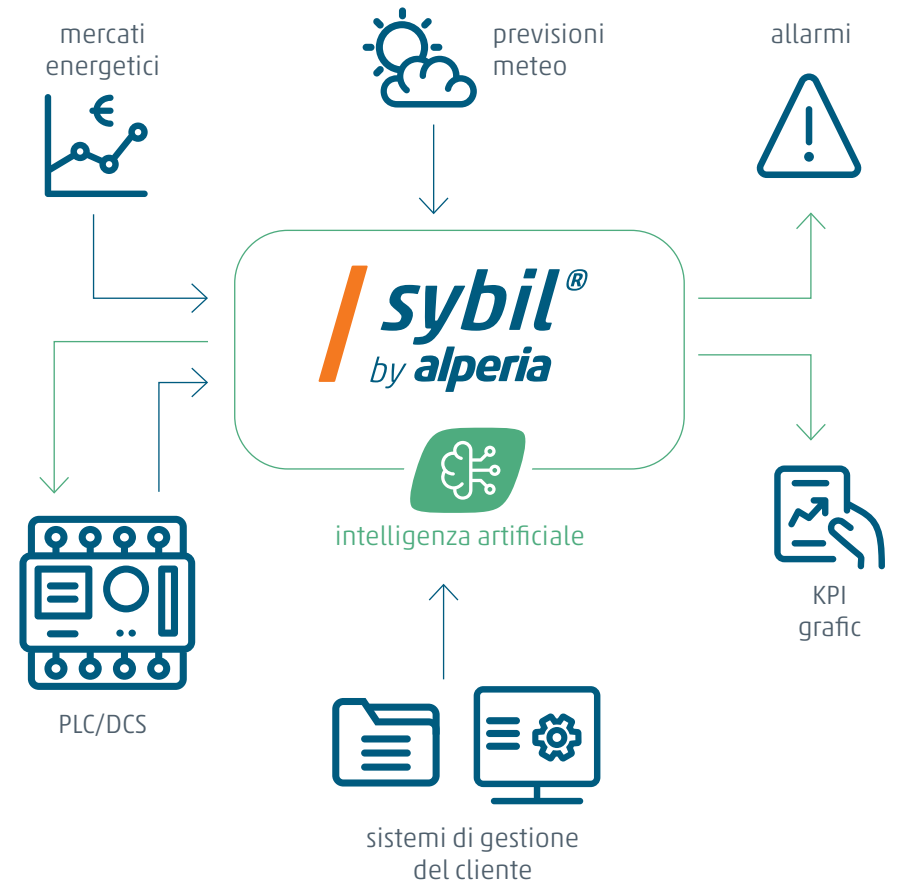 mercati
energetici
€
previsioni
meteo
allarmi
sybil®
by alperia
intelligenza artificiale
KPI
grafic
PLC/DCS
sistemi di gestione
del cliente